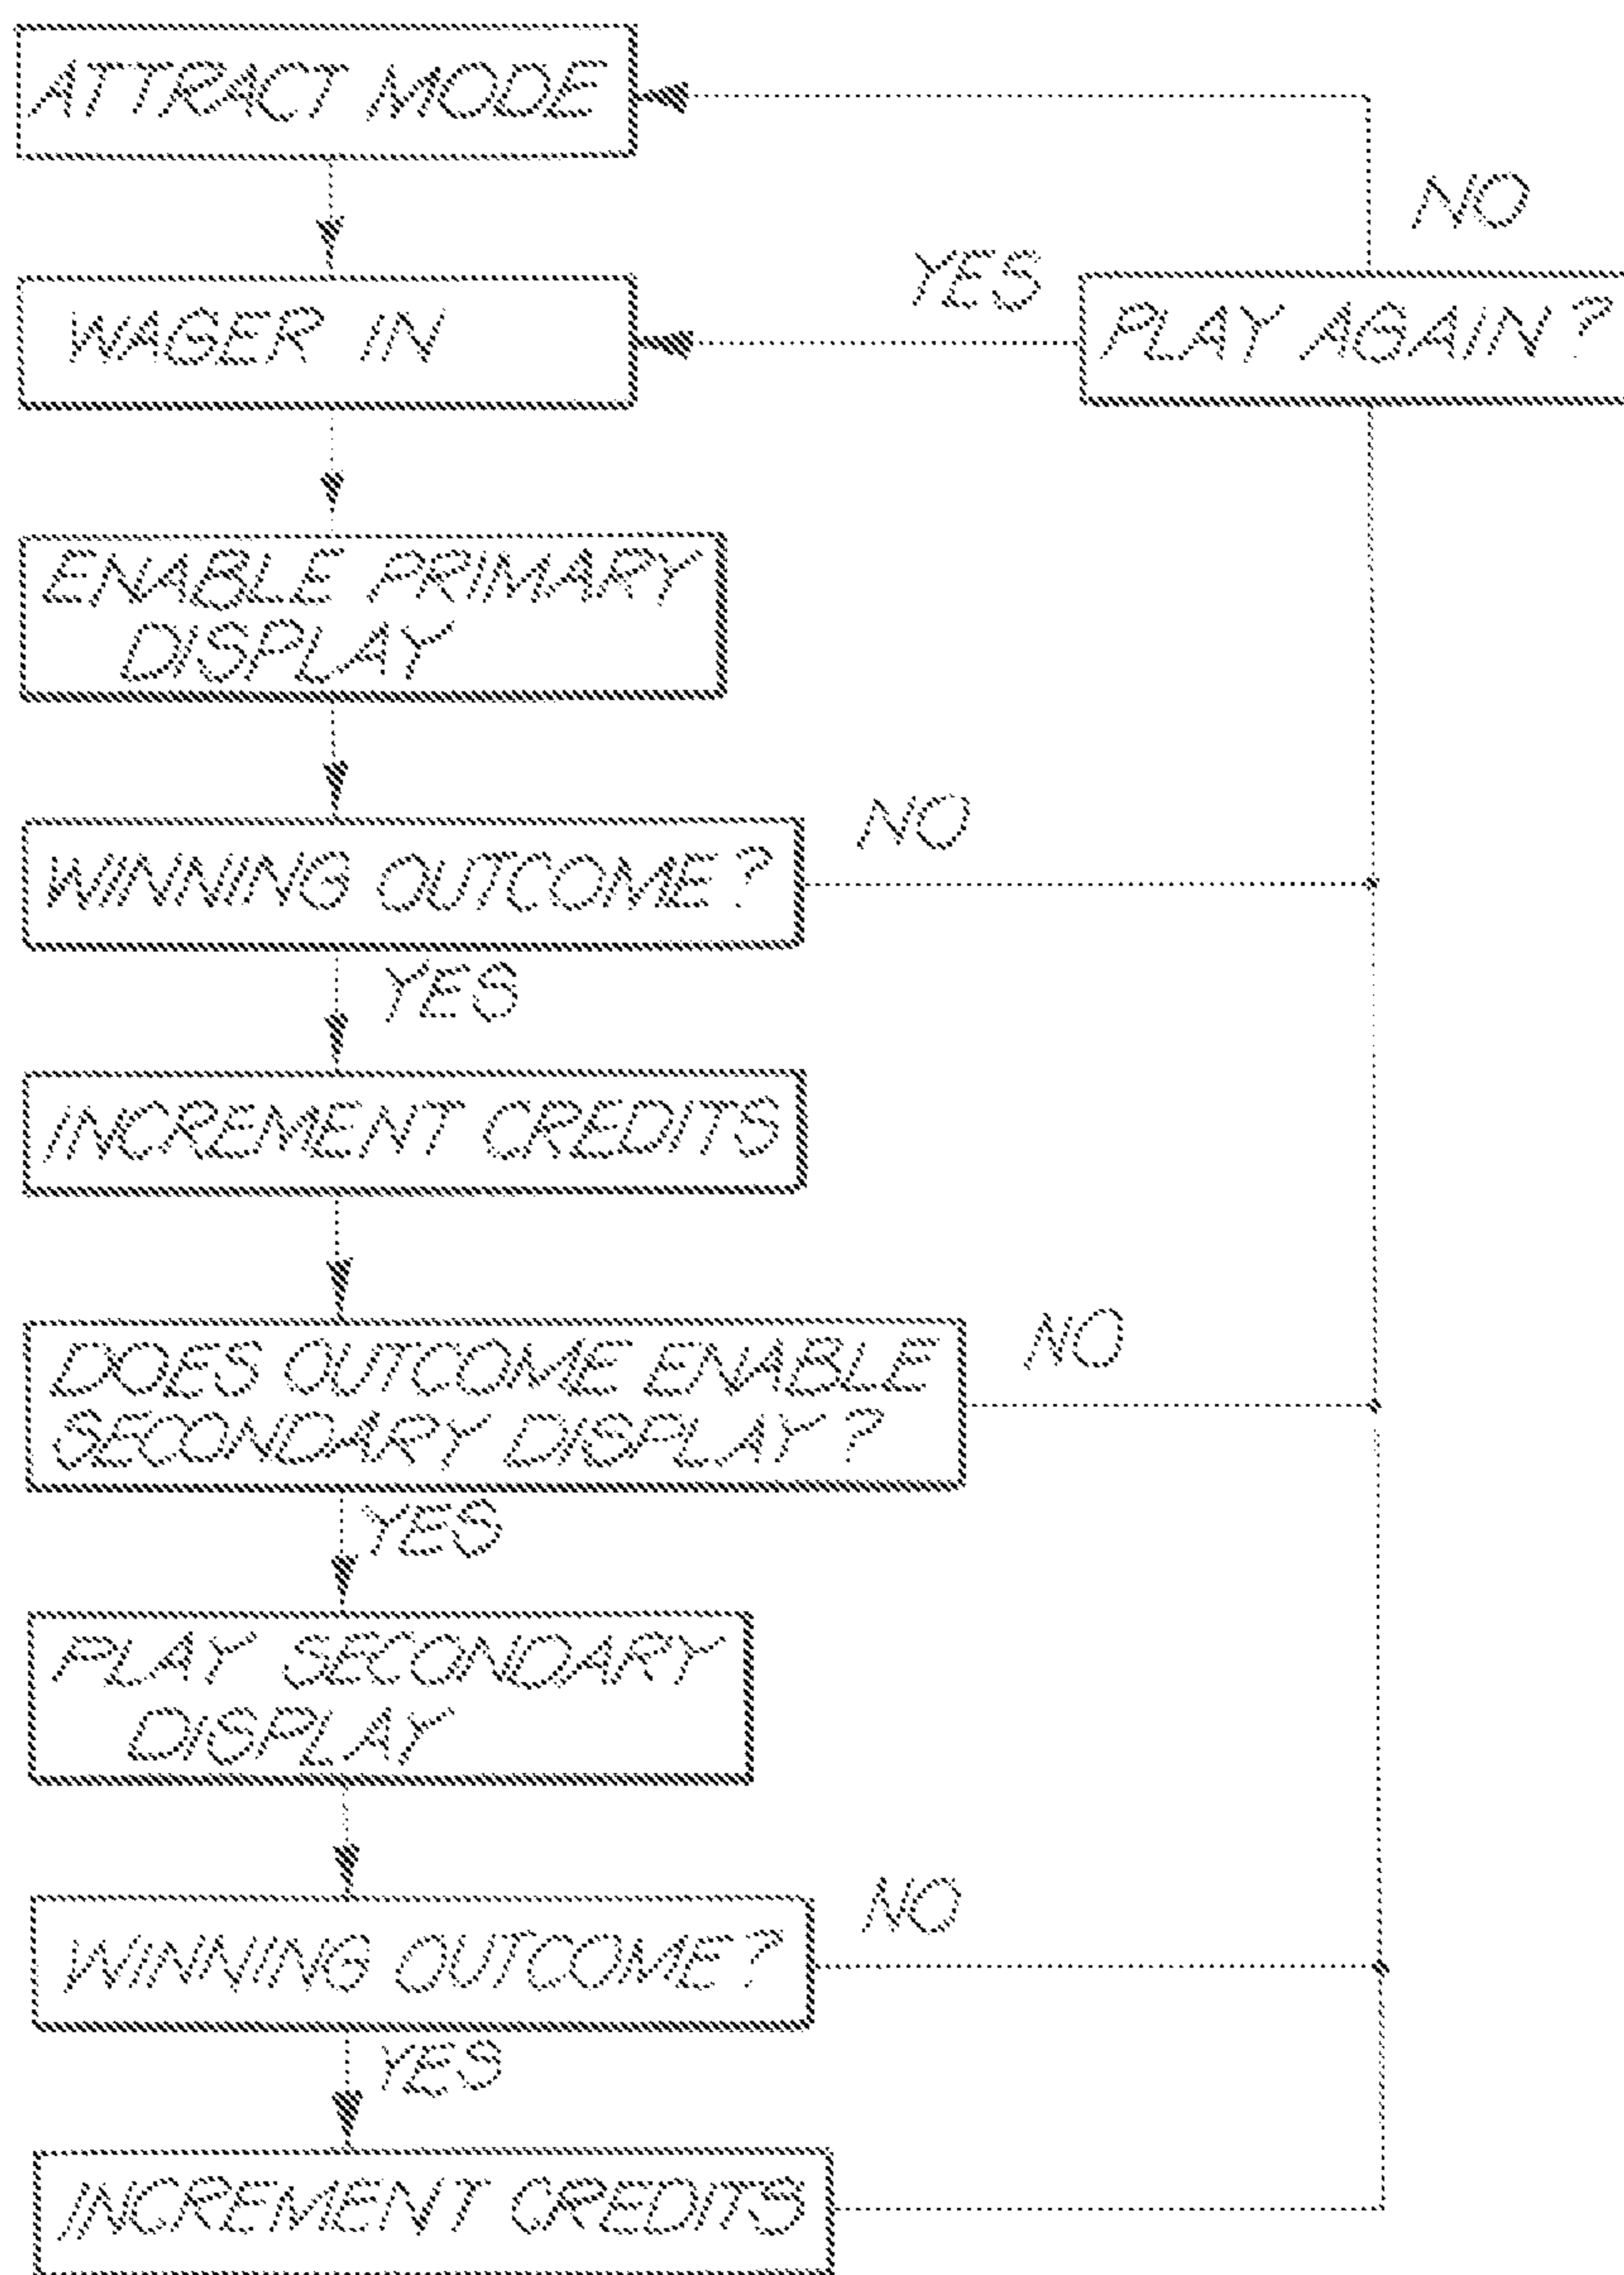 ATTRACT MODE
NO
YES
WAGER IN
PLAY AGAIN?
ENABLE PRIMARY
DISPLAY
NO
WINNING OUTCOME?
YES
INCREMENT CREDITS
NO
DOES OUTCOME ENABLE
SECONDARY DISPLAY?
YES
PLAY SECONDARY
DISPLAY
NO
WINNING OUTCOME?
YES
INCREMENT CREDITS